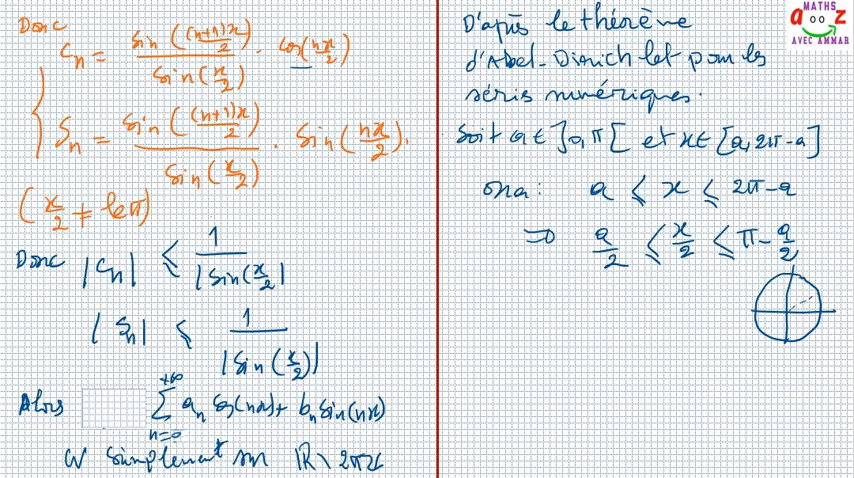 Donc
Cn = sin((n+1)x/2) / sin(x/2) . cos(nx/2)
Sn = sin((n+1)x/2) / sin(x/2) . sin(nx/2).
(x/2 ≠ kπ)
Donc |Cn| ≤ 1 / |sin(x/2)|
|Sn| ≤ 1 / |sin(x/2)|
Alors +∞ ∑ n=0 an cos(nx) + bn sin(nx)
CV simplement sur ℝ \ 2πℤ
D'après le théorème
d'Abel-Dirichlet pour les
séris numériques.
Soit a ∈ ]0,π[ et x ∈ [a, 2π-a]
on a : a ≤ x ≤ 2π-a
⇒ a/2 ≤ x/2 ≤ π - a/2
MATHS
a oo z
AVEC AMMAR